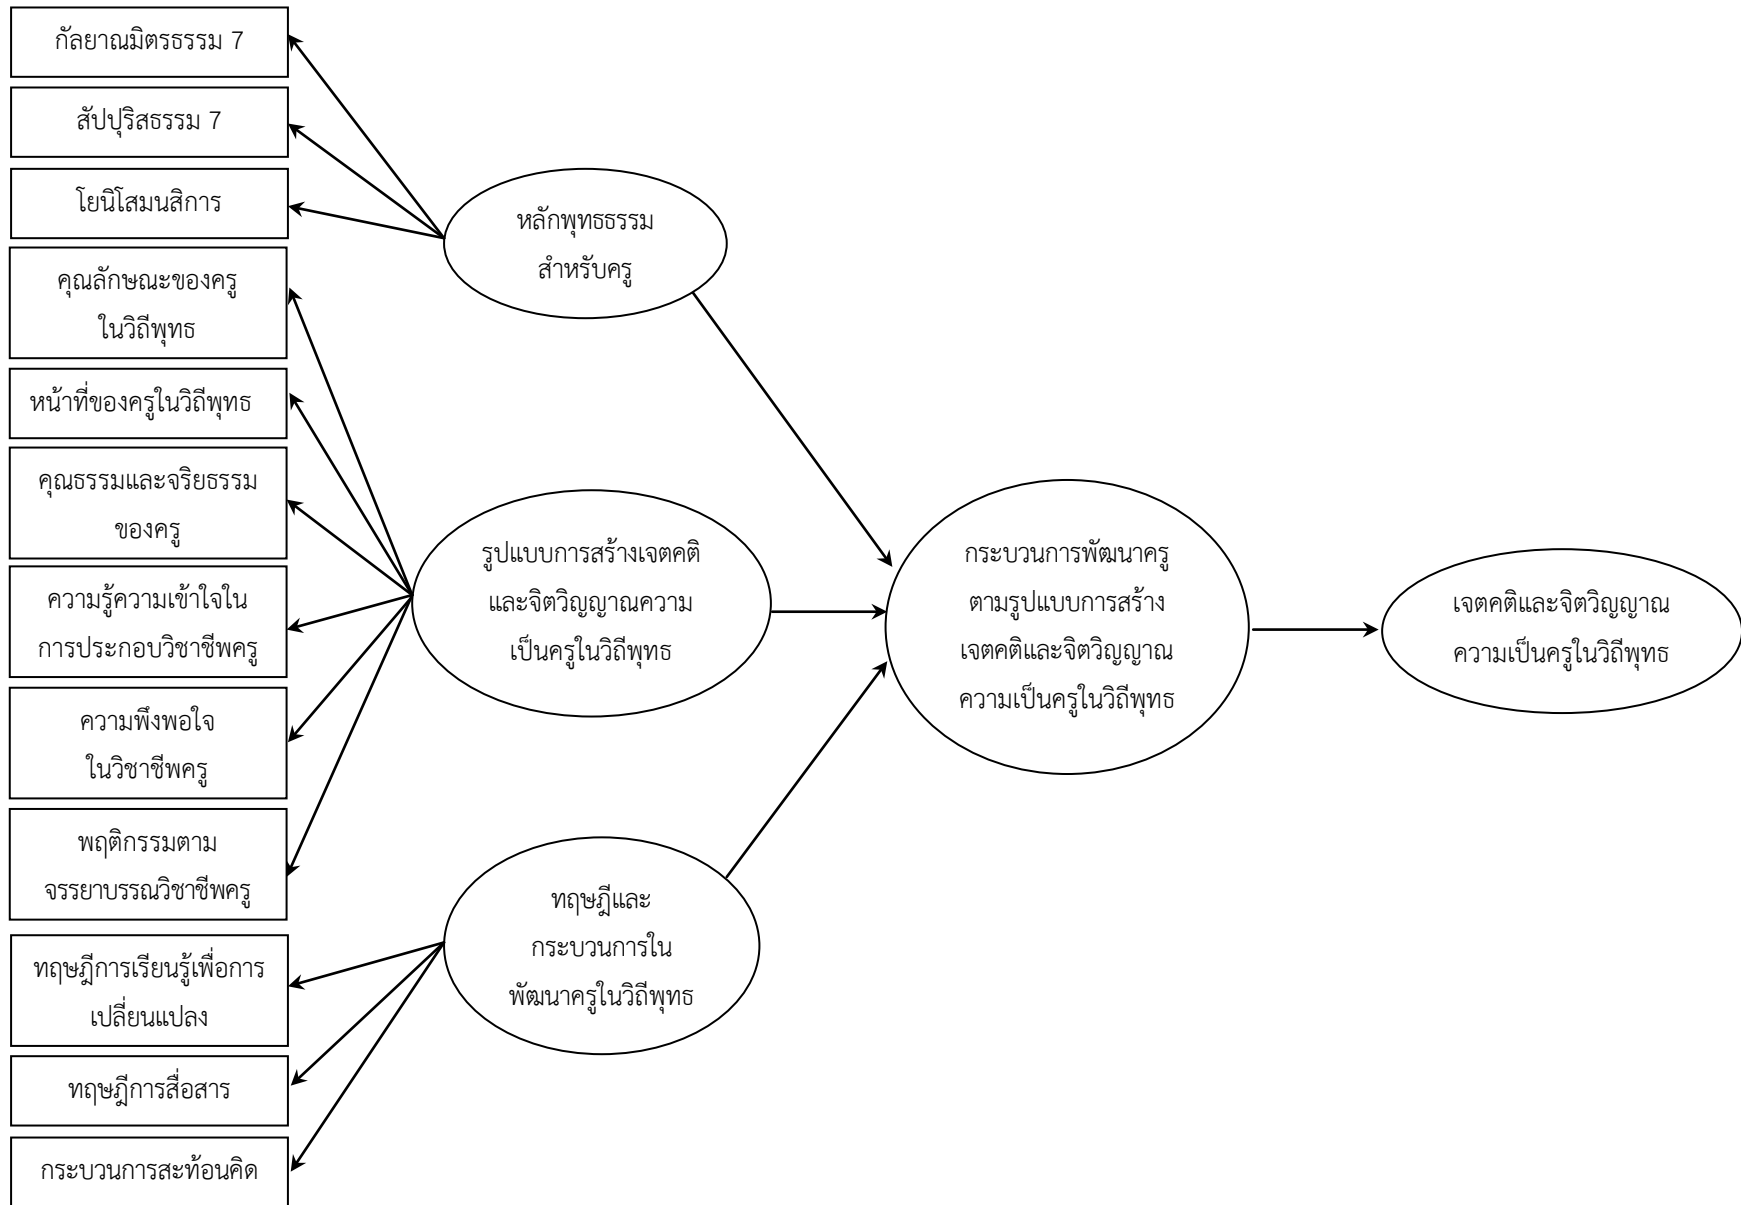 กัลยาณมิตรธรรม 7
สัปปุริสธรรม 7
โยนิโสมนสิการ
คุณลักษณะของครู
ในวิถีพุทธ
หน้าที่ของครูในวิถีพุทธ
คุณธรรมและจริยธรรม
ของครู
ความรู้ความเข้าใจใน
การประกอบวิชาชีพครู
ความพึงพอใจ
ในวิชาชีพครู
พฤติกรรมตาม
จรรยาบรรณวิชาชีพครู
ทฤษฎีการเรียนรู้เพื่อการ
เปลี่ยนแปลง
ทฤษฎีการสื่อสาร
กระบวนการสะท้อนคิด
หลักพุทธธรรม
สำหรับครู
รูปแบบการสร้างเจตคติ
และจิตวิญญาณความ
เป็นครูในวิถีพุทธ
ทฤษฎีและ
กระบวนการใน
พัฒนาครูในวิถีพุทธ
กระบวนการพัฒนาครู
ตามรูปแบบการสร้าง
เจตคติและจิตวิญญาณ
ความเป็นครูในวิถีพุทธ
เจตคติและจิตวิญญาณ
ความเป็นครูในวิถีพุทธ